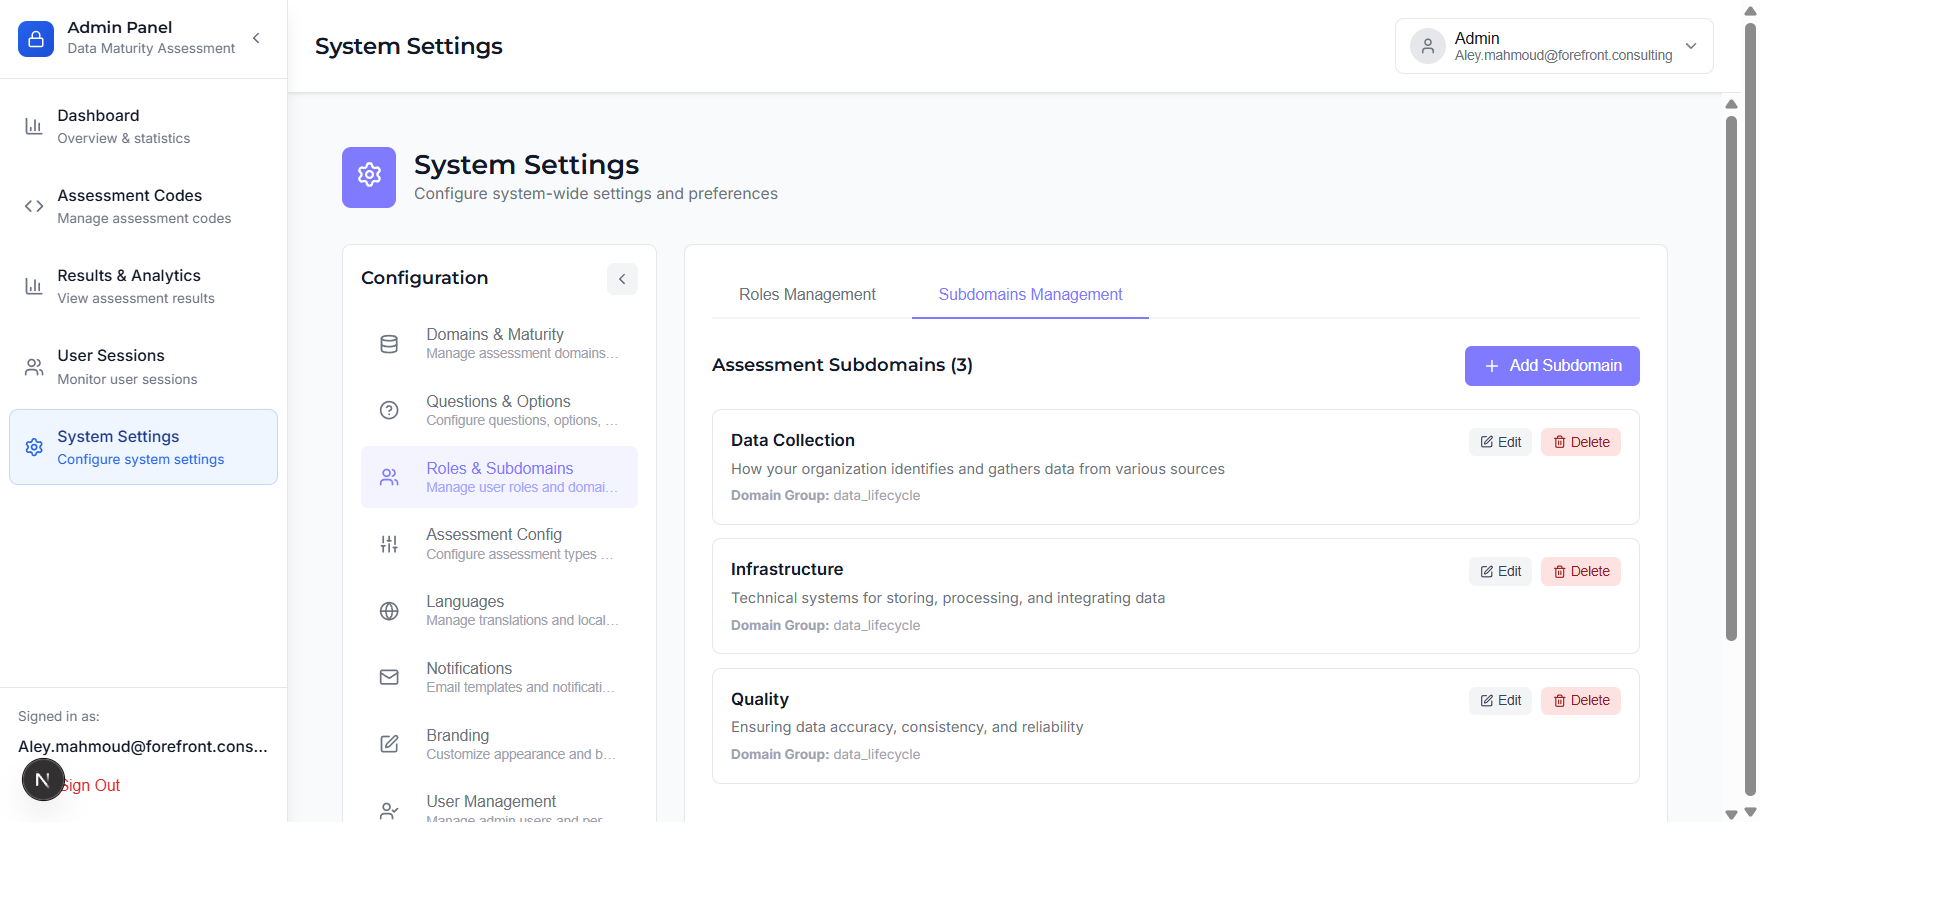 Admin Panel
Data Maturity Assessment
System Settings
Admin
Aley.mahmoud@forefront.consulting
Dashboard
Overview & statistics
Assessment Codes
Manage assessment codes
Results & Analytics
View assessment results
User Sessions
Monitor user sessions
System Settings
Configure system settings
Signed in as:
Aley.mahmoud@forefront.cons...
N
Sign Out
System Settings
Configure system-wide settings and preferences
Configuration
Domains & Maturity
Manage assessment domains...
Questions & Options
Configure questions, options, ...
Roles & Subdomains
Manage user roles and domai...
Assessment Config
Configure assessment types ...
Languages
Manage translations and local...
Notifications
Email templates and notificati...
Branding
Customize appearance and b...
User Management
Manage admin users and per
Roles Management
Subdomains Management
Assessment Subdomains (3)
Add Subdomain
Data Collection
Edit
Delete
How your organization identifies and gathers data from various sources
Domain Group: data_lifecycle
Infrastructure
Edit
Delete
Technical systems for storing, processing, and integrating data
Domain Group: data_lifecycle
Quality
Edit
Delete
Ensuring data accuracy, consistency, and reliability
Domain Group: data_lifecycle